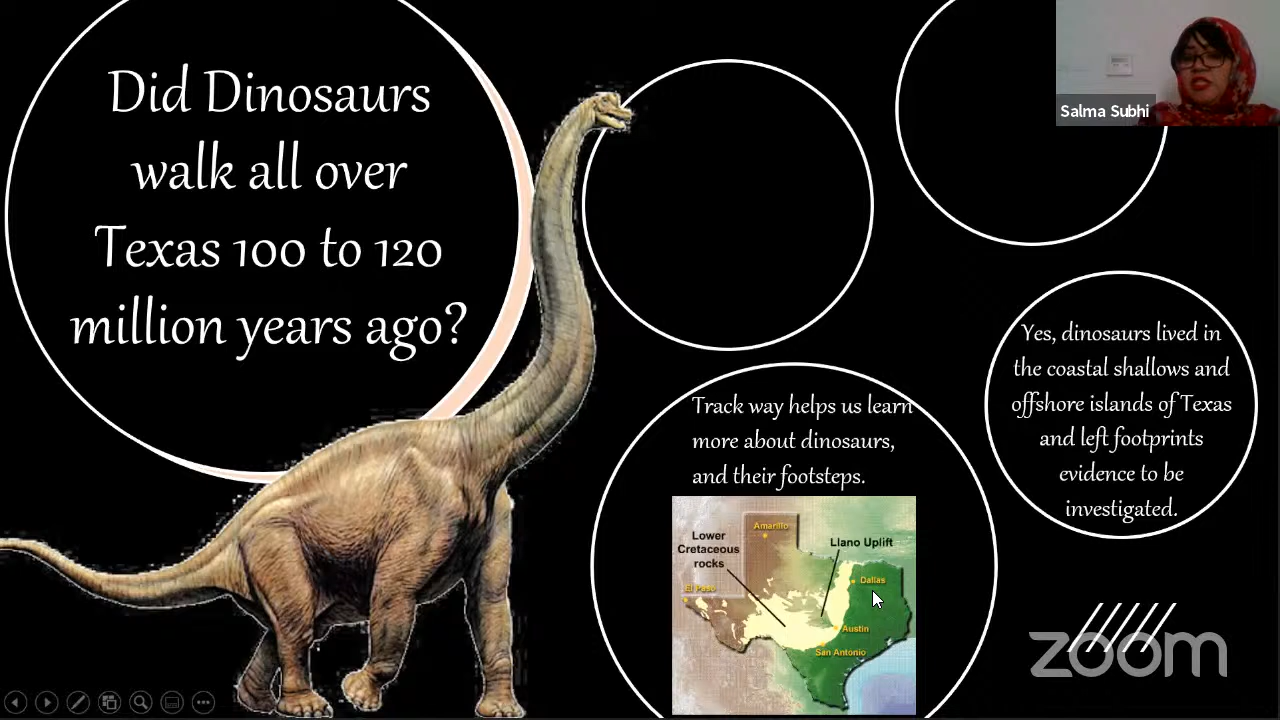 Did Dinosaurs
walk all over
Texas 100 to 120
million years ago?
Salma Subhi
Yes, dinosaurs lived in
the coastal shallows and
offshore islands of Texas
and left footprints
evidence to be
investigated.
Track way helps us learn
more about dinosaurs,
and their footsteps.
Amarillo
Lower
Cretaceous
rocks
Llano Uplift
El Paso
Dallas
Austin
San Antonio
zoom